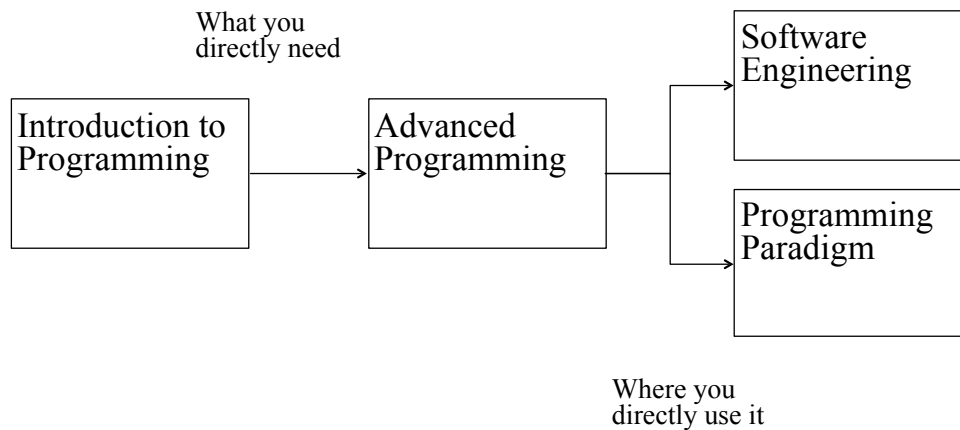 What you
directly need
Introduction to
Programming
Advanced
Programming
Software
Engineering
Programming
Paradigm
Where you
directly use it